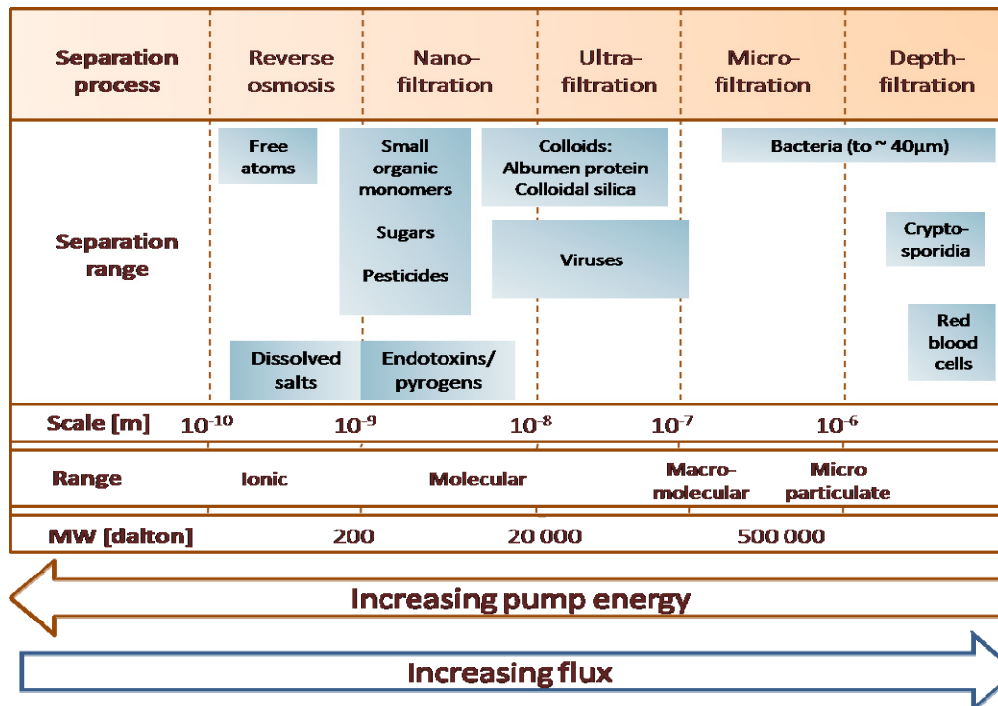 Separation
process
Reverse
osmosis
Nano–
filtration
Ultra–
filtration
Micro–
filtration
Depth–
filtration
Separation
range
Free
atoms
Small
organic
monomers
Sugars
Pesticides
Colloids:
Albumen protein
Colloidal silica
Viruses
Bacteria (to ~ 40µm)
Crypto–
sporidia
Red
blood
cells
Dissolved
salts
Endotoxins/
pyrogens
Scale [m] 10⁻¹⁰ 10⁻⁹ 10⁻⁸ 10⁻⁷ 10⁻⁶
Range
Ionic
Molecular
Macro–
molecular
Micro
particulate
MW [dalton] 200 20 000 500 000
Increasing pump energy
Increasing flux